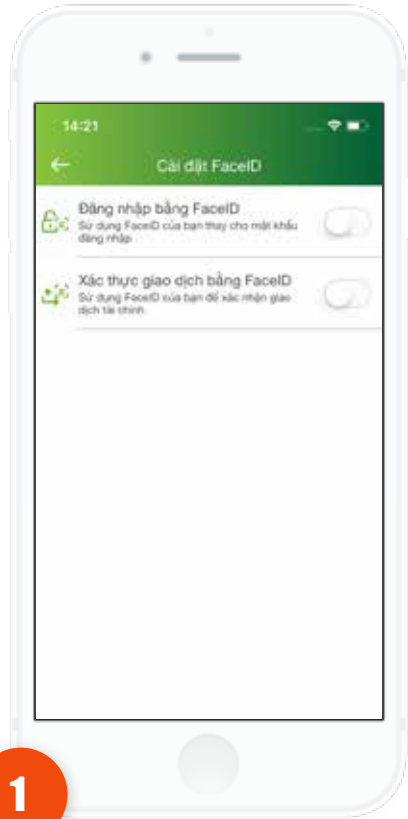 14:21
Cài đặt FaceID
Đăng nhập bằng FaceID
Sử dụng FaceID của bạn thay cho mật khẩu
đăng nhập
Xác thực giao dịch bằng FaceID
Sử dụng FaceID của bạn để xác nhận giao
dịch tài chính.
1